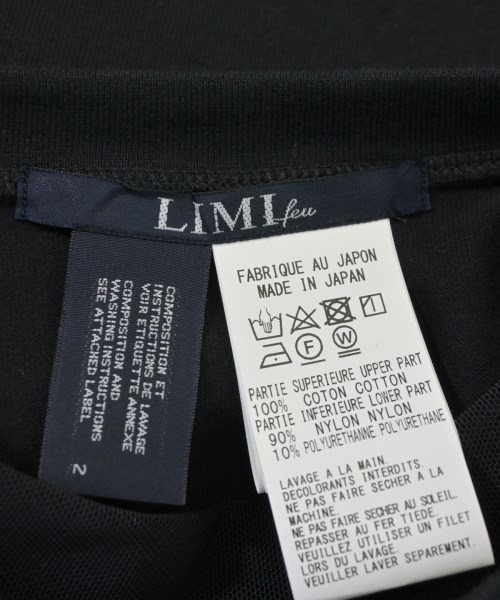 LIMI feu
COMPOSITION ET
INSTRUCTIONS DE LAVAGE
VOIR ETIQUETTE ANNEXE
COMPOSITION AND
WASHING INSTRUCTIONS
SEE ATTACHED LABEL
2
FABRIQUE AU JAPON
MADE IN JAPAN
F W
PARTIE SUPERIEURE UPPER PART
100% COTON COTTON
PARTIE INFERIEURE LOWER PART
90% NYLON NYLON
10% POLYURETHANNE POLYURETHANE
LAVAGE A LA MAIN.
DECOLORANTS INTERDITS.
NE PAS FAIRE SECHER A LA
MACHINE.
NE PAS FAIRE SECHER AU SOLEIL.
REPASSER AU FER TIEDE.
VEUILLEZ UTILISER UN FILET
LORS DU LAVAGE.
VEUILLER LAVER SEPAREMENT.